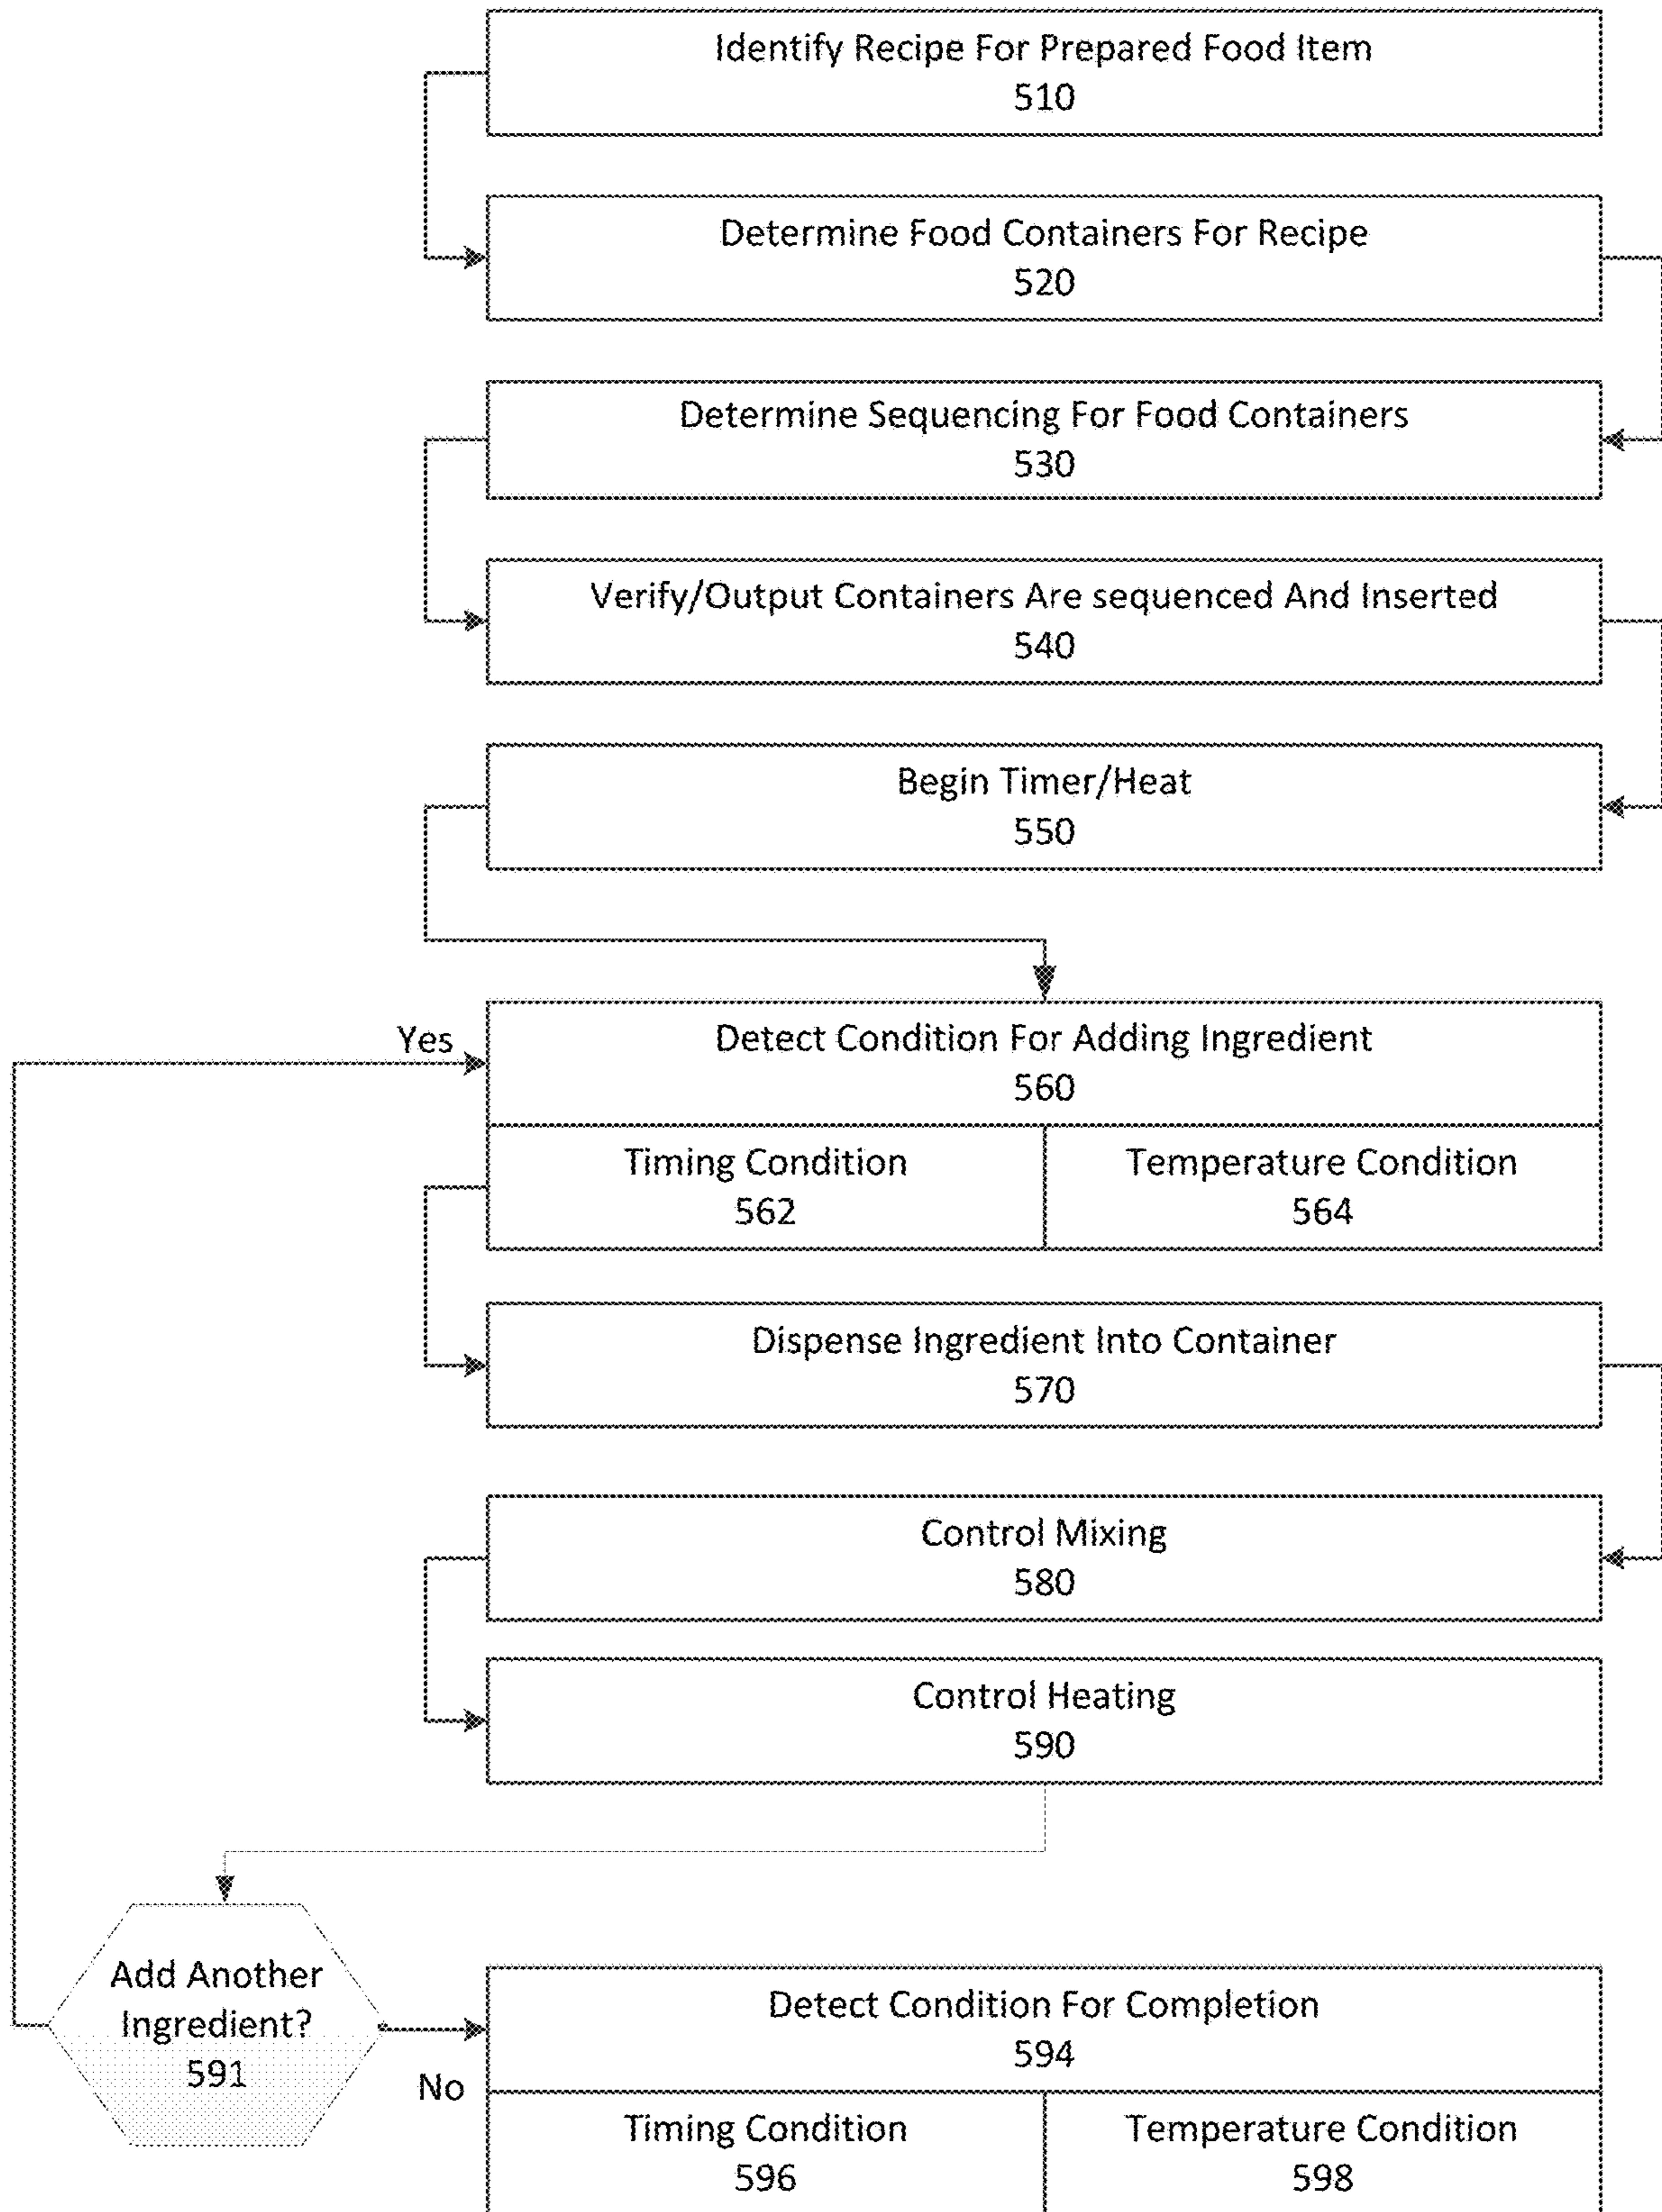 Identify Recipe For Prepared Food Item
510
Determine Food Containers For Recipe
520
Determine Sequencing For Food Containers
530
Verify/Output Containers Are sequenced And Inserted
540
Begin Timer/Heat
550
Yes
Detect Condition For Adding Ingredient
560
Timing Condition
562
Temperature Condition
564
Dispense Ingredient Into Container
570
Control Mixing
580
Control Heating
590
Add Another
Ingredient?
591
No
Detect Condition For Completion
594
Timing Condition
596
Temperature Condition
598